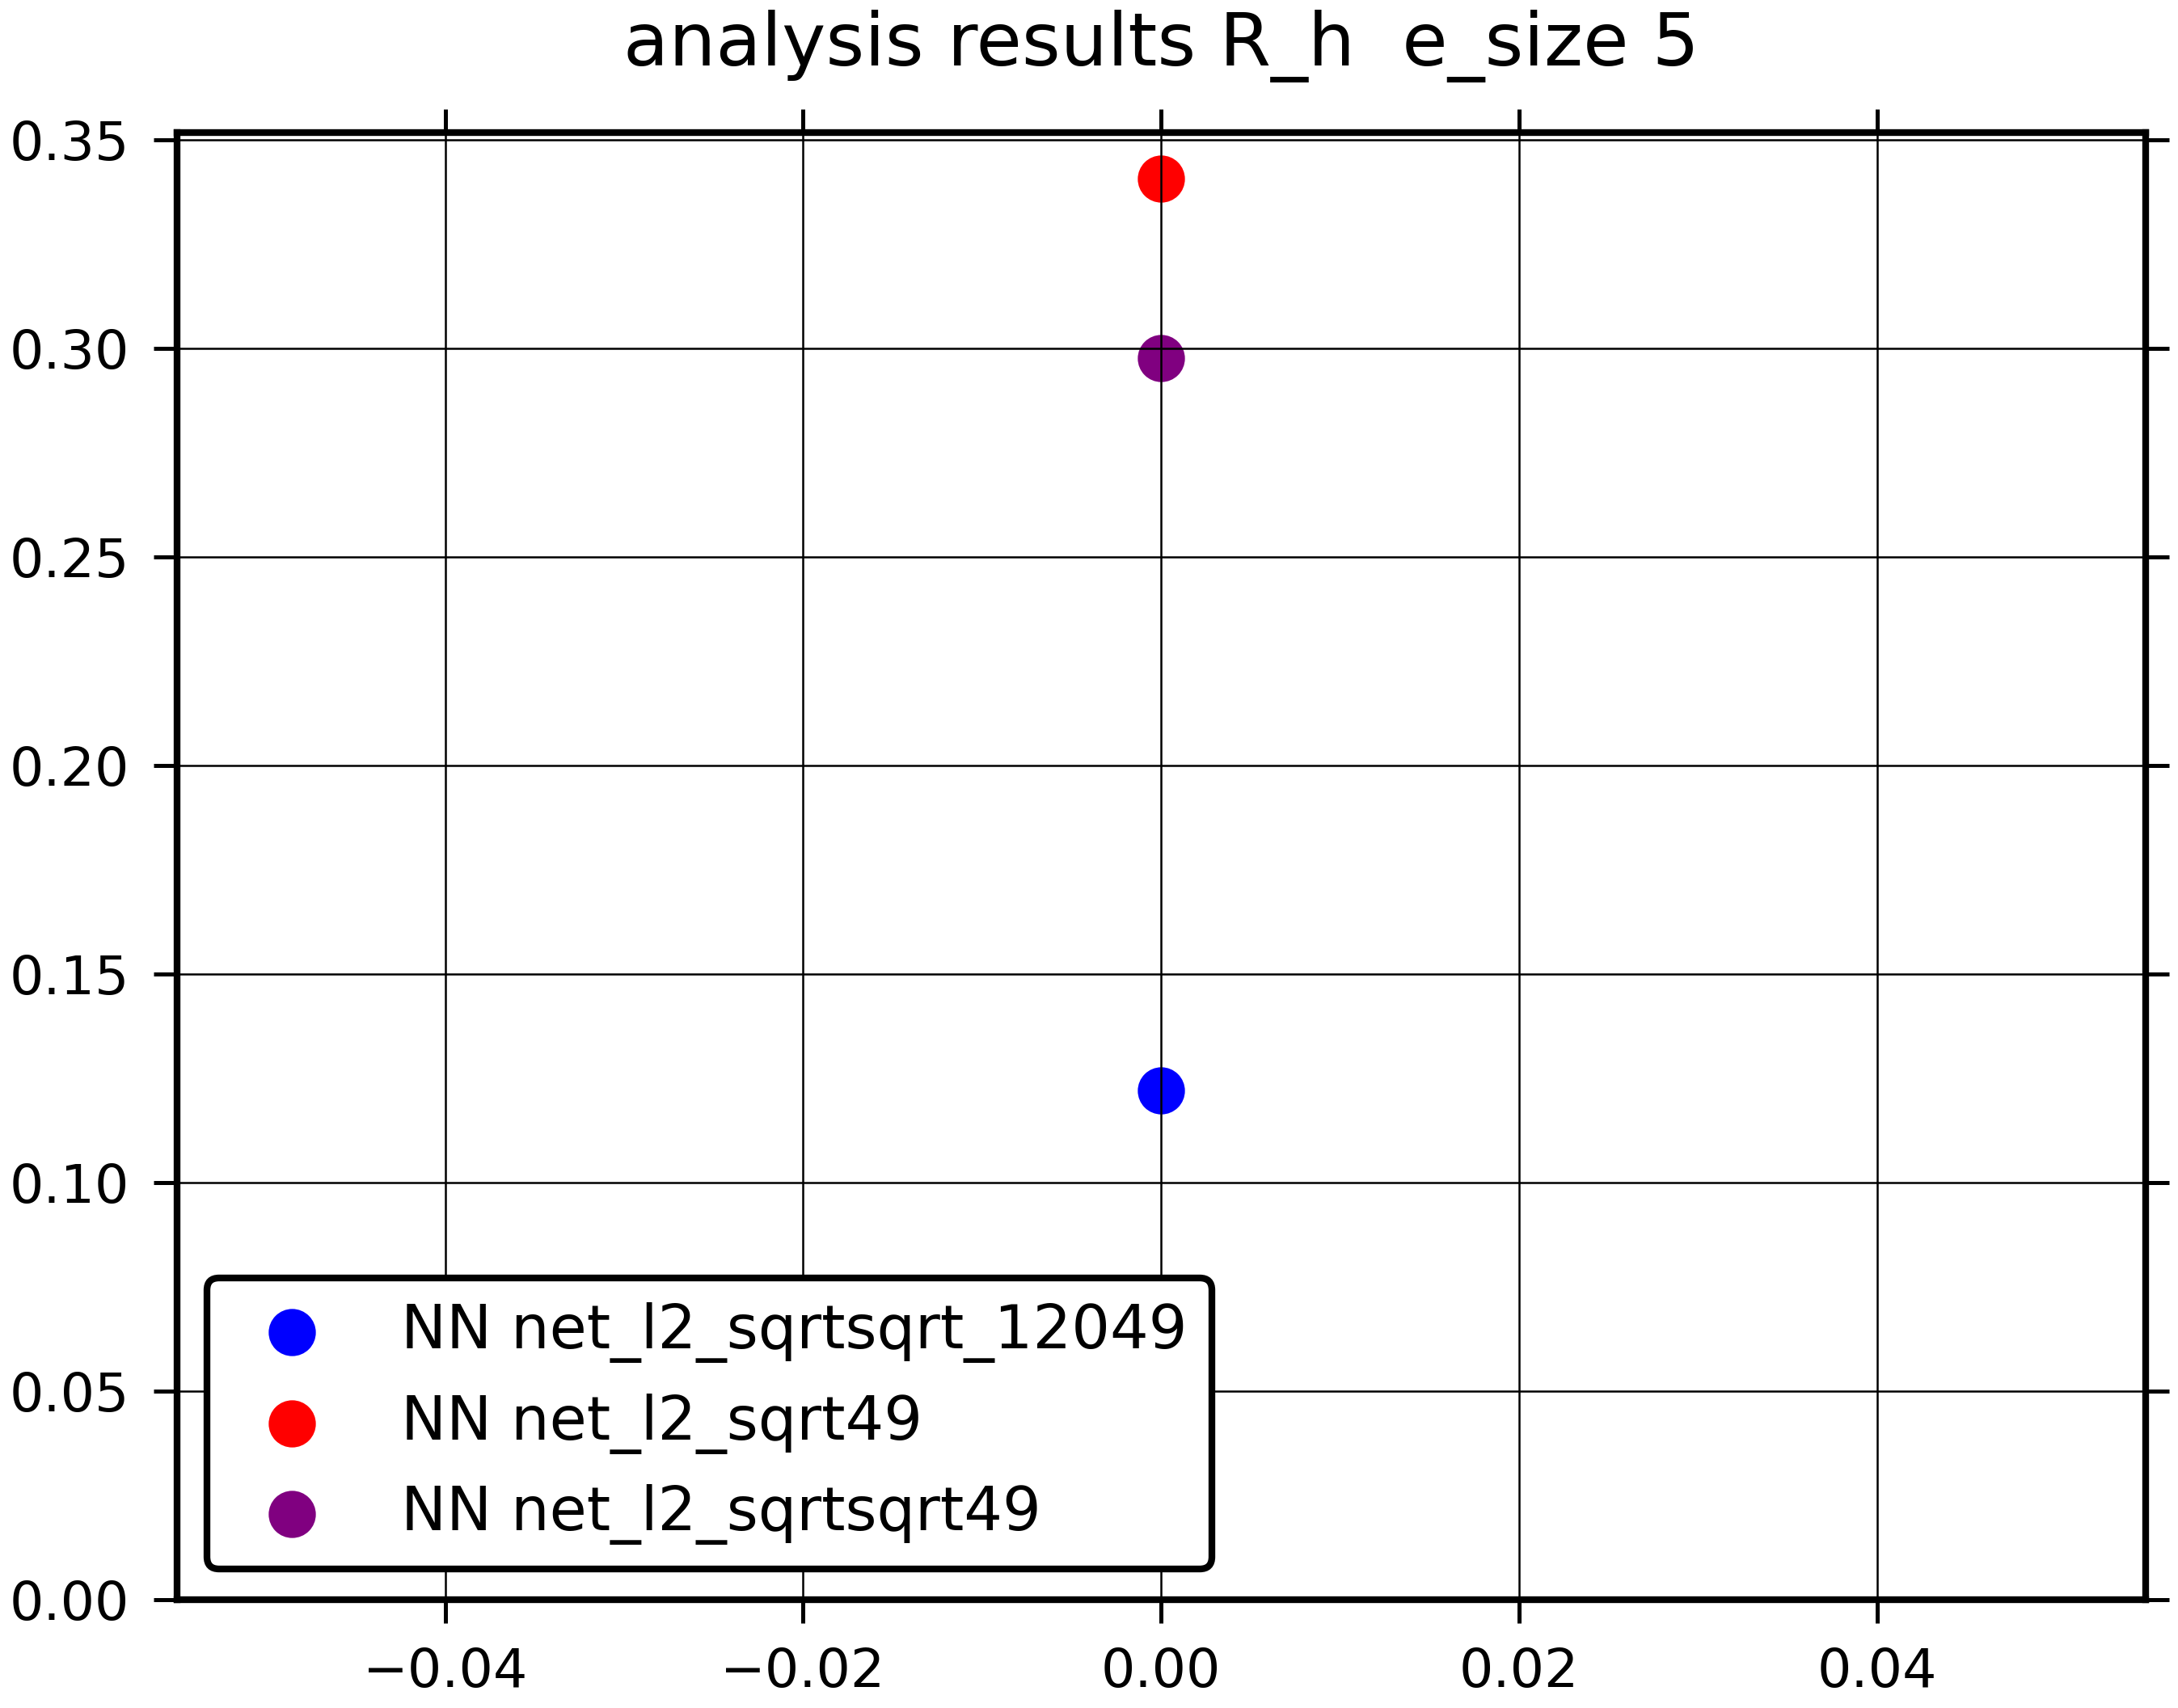 analysis results R_h  e_size 5
0.35
0.30
0.25
0.20
0.15
0.10
0.05
0.00
NN net_l2_sqrtsqrt_12049
NN net_l2_sqrt49
NN net_l2_sqrtsqrt49
−0.04 −0.02 0.00 0.02 0.04